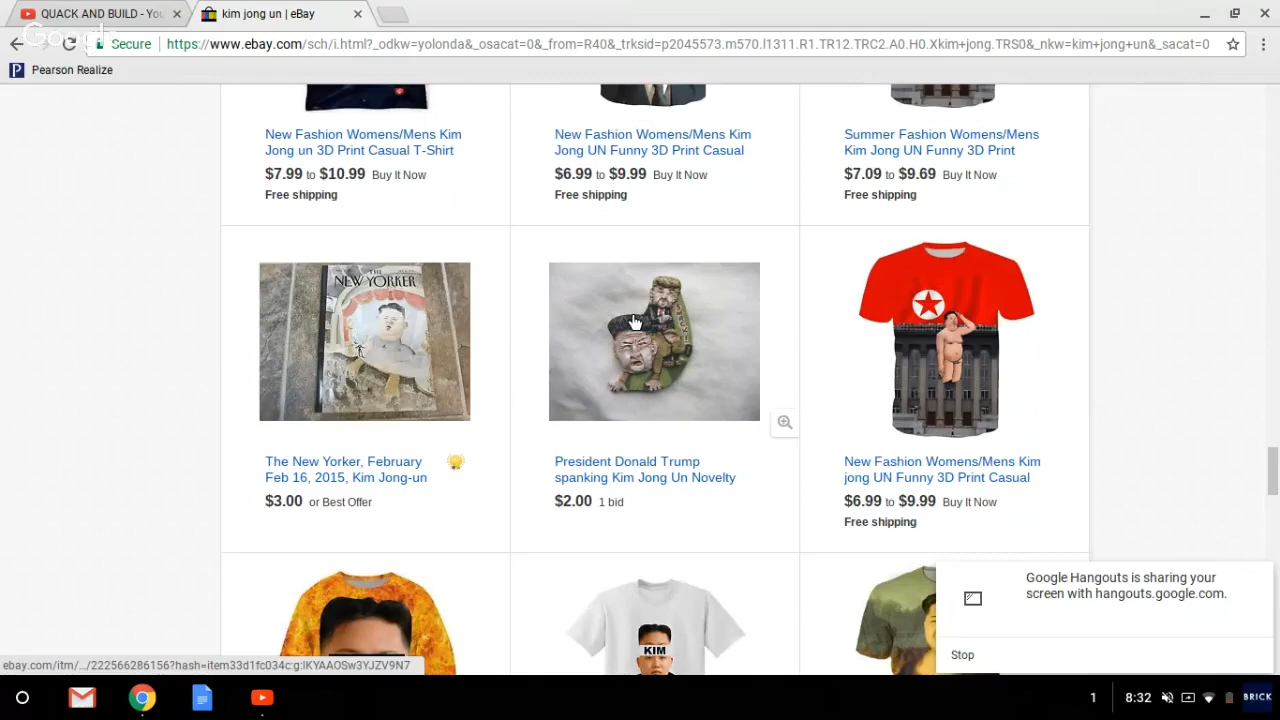 QUACK AND BUILD - You
kim jong un | eBay
Google
Secure
https://www.ebay.com/sch/i.html?_odkw=yolonda&_osacat=0&_from=R40&_trksid=p2045573.m570.l1311.R1.TR12.TRC2.A0.H0.Xkim+jong.TRS0&_nkw=kim+jong+un&_sacat=0
Pearson Realize
New Fashion Womens/Mens Kim
Jong un 3D Print Casual T-Shirt
$7.99 to $10.99 Buy It Now
Free shipping
New Fashion Womens/Mens Kim
Jong UN Funny 3D Print Casual
$6.99 to $9.99 Buy It Now
Free shipping
Summer Fashion Womens/Mens
Kim Jong UN Funny 3D Print
$7.09 to $9.69 Buy It Now
Free shipping
THE
NEW YORKER
The New Yorker, February
Feb 16, 2015, Kim Jong-un
$3.00 or Best Offer
President Donald Trump
spanking Kim Jong Un Novelty
$2.00 1 bid
New Fashion Womens/Mens Kim
jong UN Funny 3D Print Casual
$6.99 to $9.99 Buy It Now
Free shipping
KIM
Google Hangouts is sharing your
screen with hangouts.google.com.
Stop
ebay.com/itm/.../222566286156?hash=item33d1fc034c:g:IKYAAOSw3YJZV9N7
1
8:32
BRICK